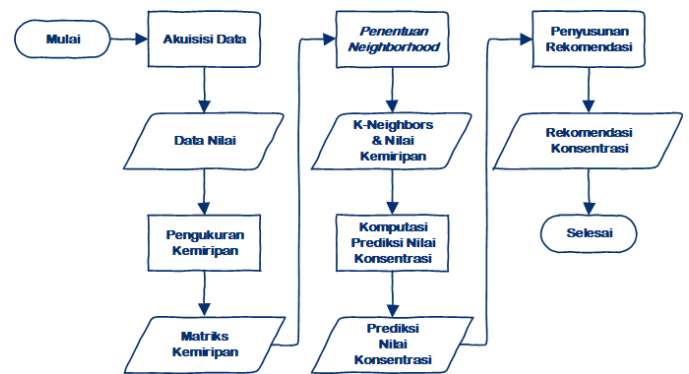 Mulai
Akuisisi Data
Data Nilai
Pengukuran
Kemiripan
Matriks
Kemiripan
Penentuan
Neighborhood
K-Neighbors
& Nilai
Kemiripan
Komputasi
Prediksi Nilai
Konsentrasi
Prediksi
Nilai
Konsentrasi
Penyusunan
Rekomendasi
Rekomendasi
Konsentrasi
Selesai